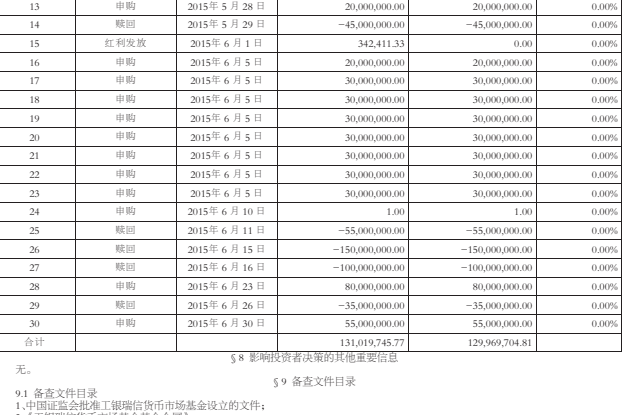 13 申购 2015年 5 月 28 日 20,000,000.00 20,000,000.00 0.00%
14 赎回 2015年 5 月 29 日 −45,000,000.00 −45,000,000.00 0.00%
15 红利发放 2015年 6 月 1 日 342,411.33 0.00 0.00%
16 申购 2015年 6 月 5 日 20,000,000.00 20,000,000.00 0.00%
17 申购 2015年 6 月 5 日 30,000,000.00 30,000,000.00 0.00%
18 申购 2015年 6 月 5 日 30,000,000.00 30,000,000.00 0.00%
19 申购 2015年 6 月 5 日 30,000,000.00 30,000,000.00 0.00%
20 申购 2015年 6 月 5 日 30,000,000.00 30,000,000.00 0.00%
21 申购 2015年 6 月 5 日 30,000,000.00 30,000,000.00 0.00%
22 申购 2015年 6 月 5 日 30,000,000.00 30,000,000.00 0.00%
23 申购 2015年 6 月 5 日 30,000,000.00 30,000,000.00 0.00%
24 申购 2015年 6 月 10 日 1.00 1.00 0.00%
25 赎回 2015年 6 月 11 日 −55,000,000.00 −55,000,000.00 0.00%
26 赎回 2015年 6 月 15 日 −150,000,000.00 −150,000,000.00 0.00%
27 赎回 2015年 6 月 16 日 −100,000,000.00 −100,000,000.00 0.00%
28 申购 2015年 6 月 23 日 80,000,000.00 80,000,000.00 0.00%
29 赎回 2015年 6 月 26 日 −35,000,000.00 −35,000,000.00 0.00%
30 申购 2015年 6 月 30 日 55,000,000.00 55,000,000.00 0.00%
合计 131,019,745.77 129,969,704.81
§ 8 影响投资者决策的其他重要信息
无。
§ 9 备查文件目录
9.1 备查文件目录
1、中国证监会批准工银瑞信货币市场基金设立的文件；